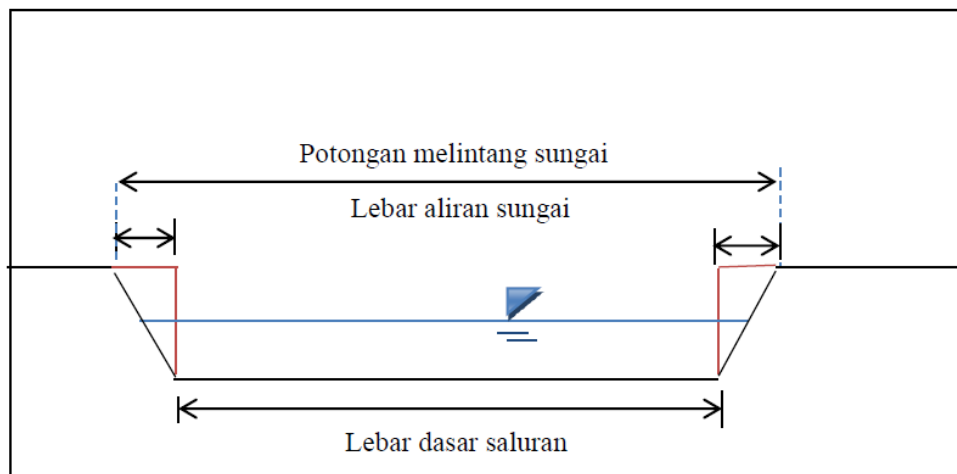 Potongan melintang sungai
Lebar aliran sungai
Lebar dasar saluran